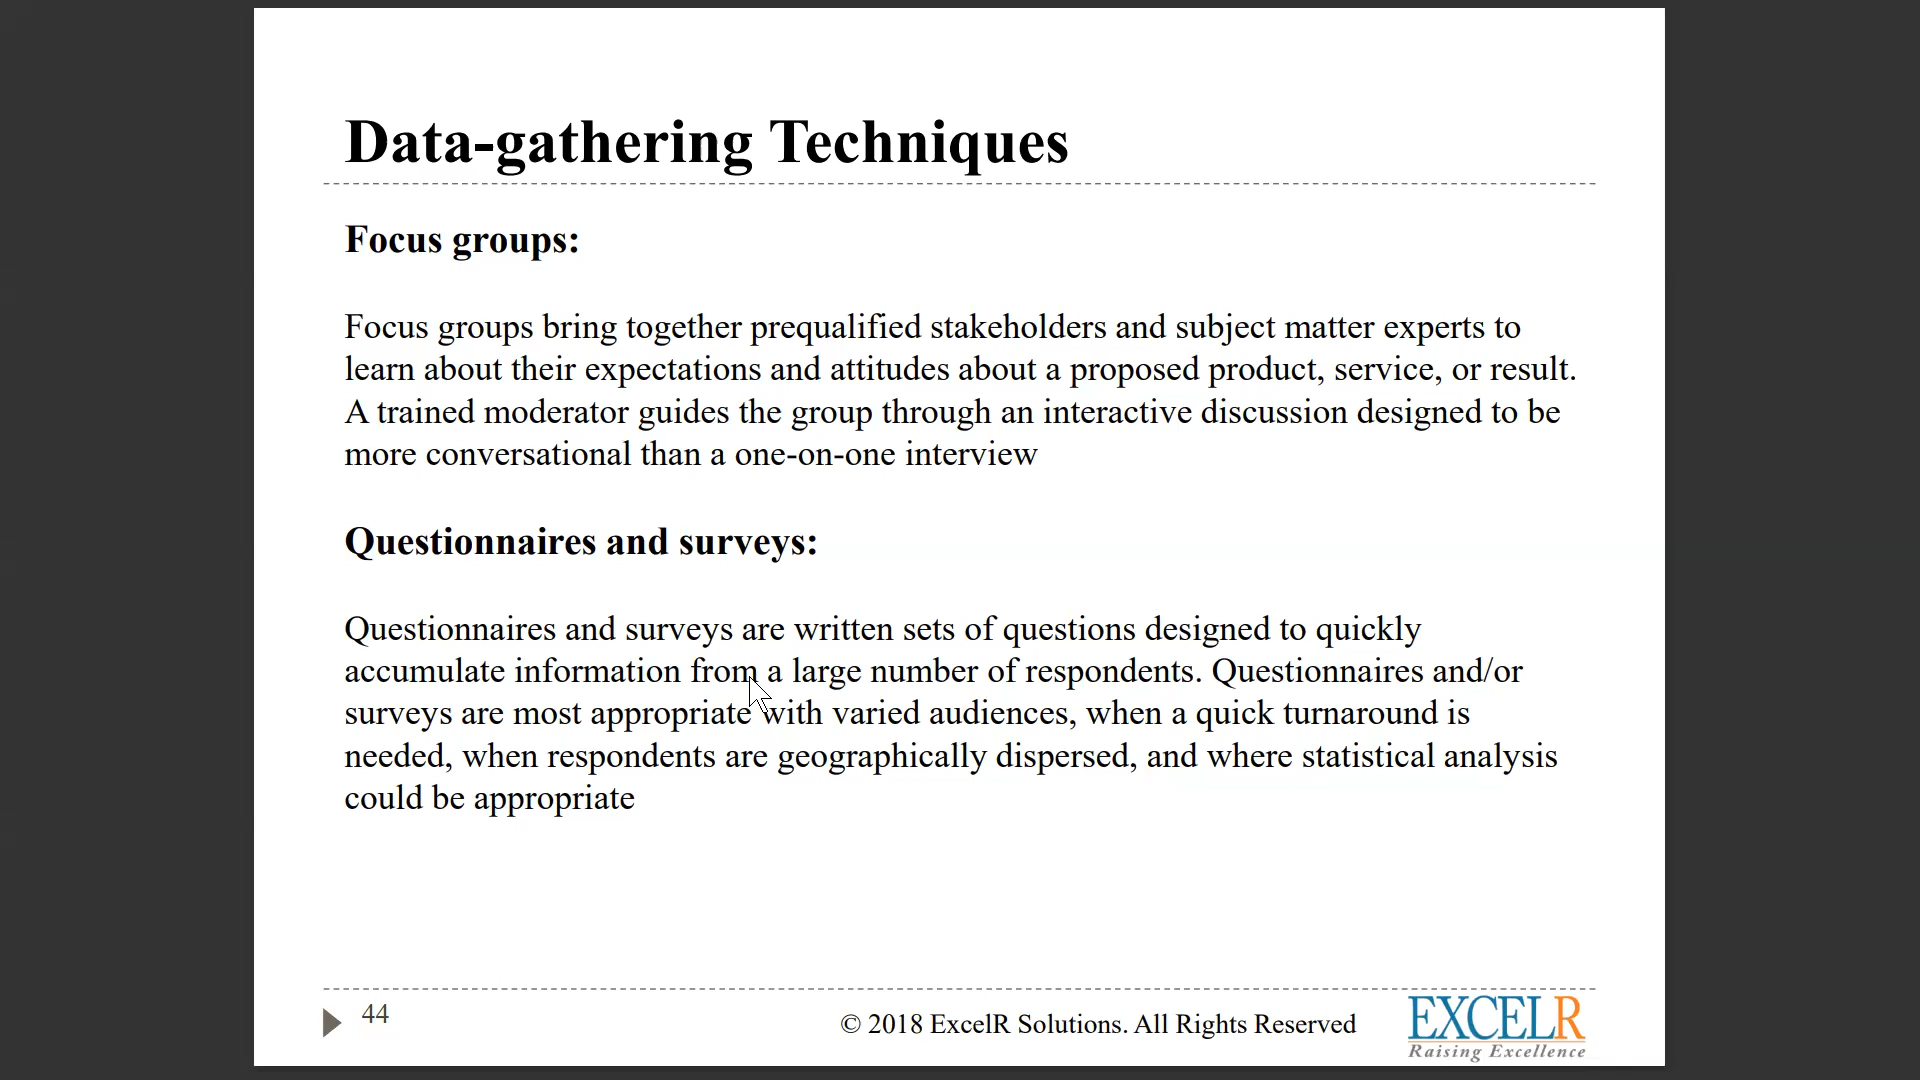 Data-gathering Techniques
Focus groups:
Focus groups bring together prequalified stakeholders and subject matter experts to
learn about their expectations and attitudes about a proposed product, service, or result.
A trained moderator guides the group through an interactive discussion designed to be
more conversational than a one-on-one interview
Questionnaires and surveys:
Questionnaires and surveys are written sets of questions designed to quickly
accumulate information from a large number of respondents. Questionnaires and/or
surveys are most appropriate with varied audiences, when a quick turnaround is
needed, when respondents are geographically dispersed, and where statistical analysis
could be appropriate
44
© 2018 ExcelR Solutions. All Rights Reserved
EXCELR
Raising Excellence